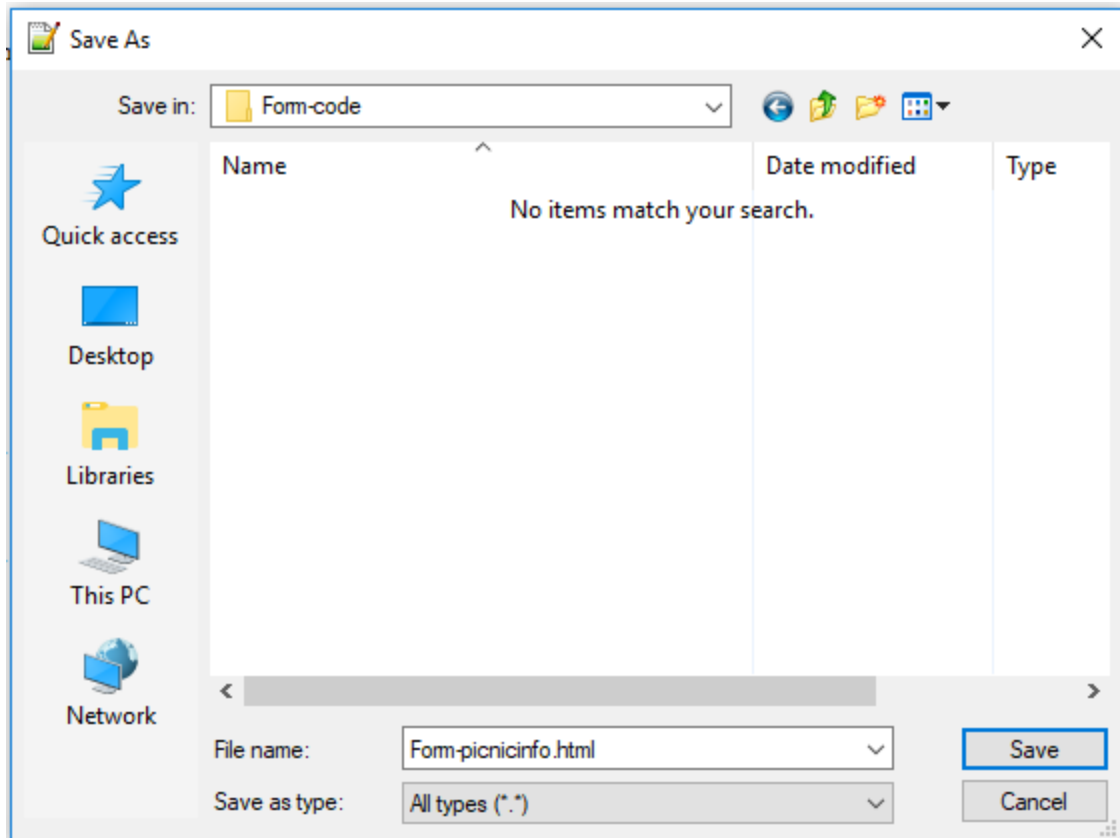 Save As
Save in:
Form-code
Name
Date modified
Type
No items match your search.
Quick access
Desktop
Libraries
This PC
Network
File name:
Form-picnicinfo.html
Save
Save as type:
All types (*.*)
Cancel